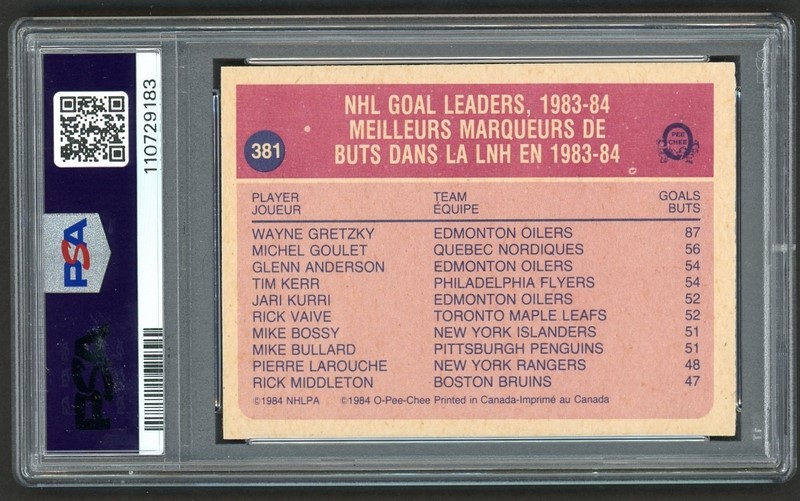 110729183
PSA
PSA
NHL GOAL LEADERS, 1983-84
MEILLEURS MARQUEURS DE
BUTS DANS LA LNH EN 1983-84
381
PEE
CHEE
PLAYER TEAM GOALS
JOUEUR ÉQUIPE BUTS
WAYNE GRETZKY EDMONTON OILERS 87
MICHEL GOULET QUEBEC NORDIQUES 56
GLENN ANDERSON EDMONTON OILERS 54
TIM KERR PHILADELPHIA FLYERS 54
JARI KURRI EDMONTON OILERS 52
RICK VAIVE TORONTO MAPLE LEAFS 52
MIKE BOSSY NEW YORK ISLANDERS 51
MIKE BULLARD PITTSBURGH PENGUINS 51
PIERRE LAROUCHE NEW YORK RANGERS 48
RICK MIDDLETON BOSTON BRUINS 47
©1984 NHLPA ©1984 O-Pee-Chee Printed in Canada-Imprimé au Canada